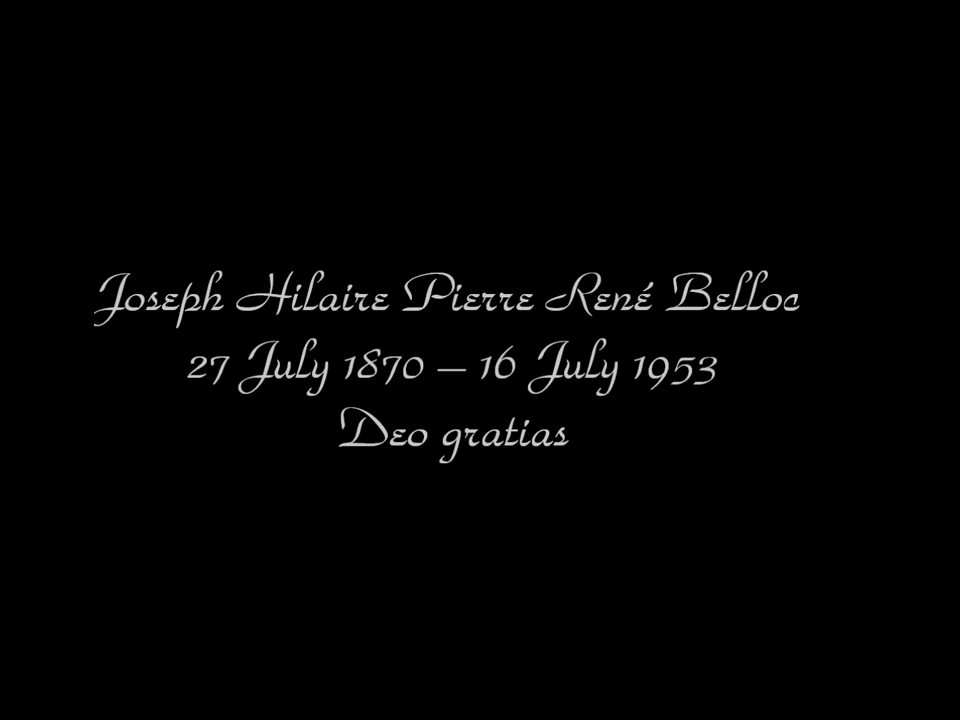 Joseph Hilaire Pierre René Belloc
27 July 1870 – 16 July 1953
Deo gratias